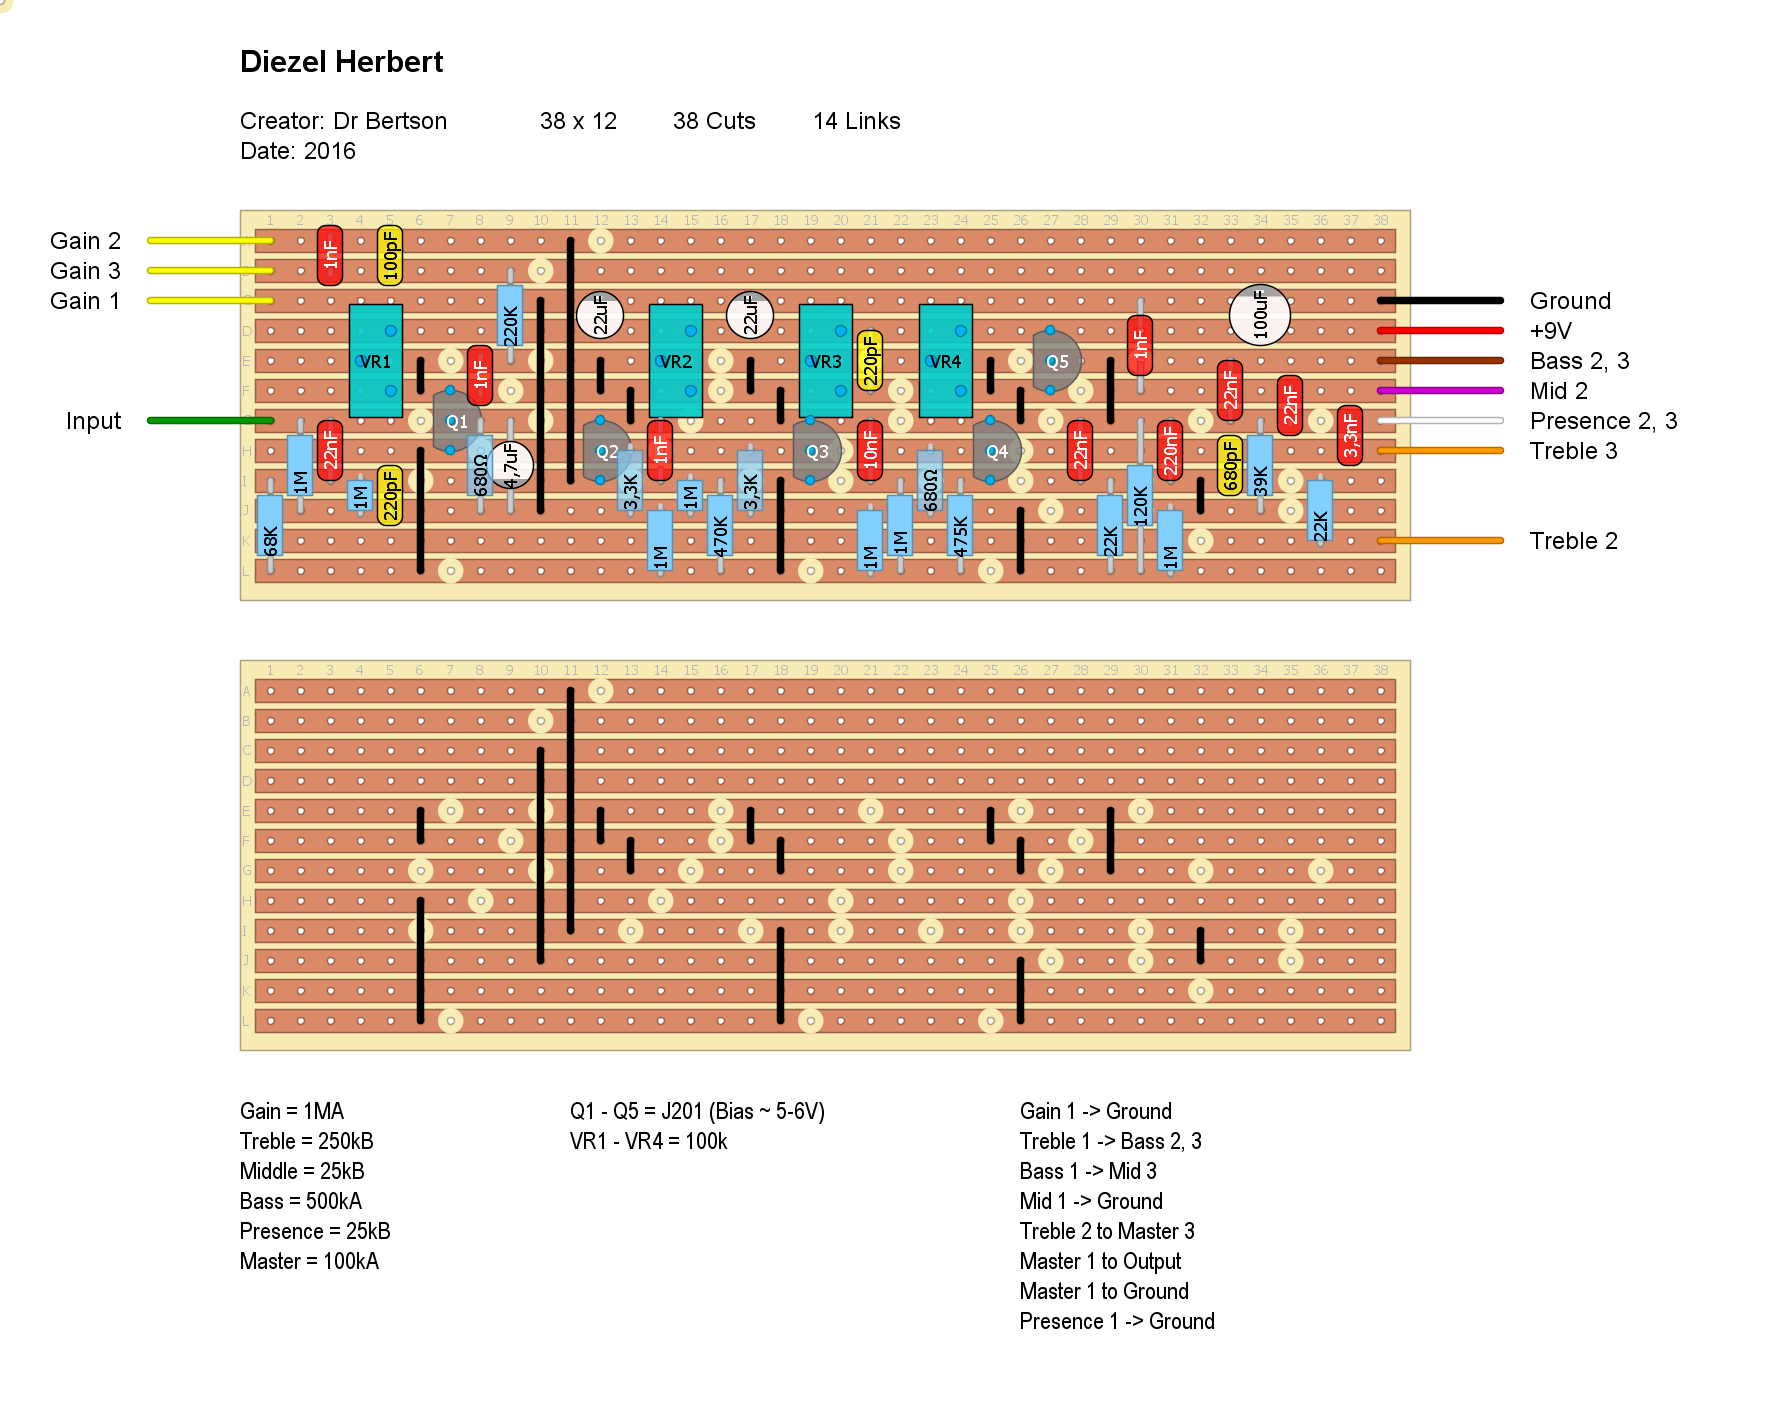 Diezel Herbert
Creator: Dr Bertson 38 x 12 38 Cuts 14 Links
Date: 2016
1 2 3 4 5 6 7 8 9 10 11 12 13 14 15 16 17 18 19 20 21 22 23 24 25 26 27 28 29 30 31 32 33 34 35 36 37 38
Gain 2 1nF 100pF
Gain 3
Gain 1 220K 22uF 22uF 100uF Ground
D 1nF +9V
E VR1 1nF VR2 VR3 220pF VR4 Q5 Bass 2, 3
F 22nF 22nF Mid 2
Input Q1 Presence 2, 3
H 22nF 680Ω 4,7uF Q2 1nF Q3 10nF Q4 22nF 220nF 680pF 39K 3,3nF Treble 3
I 1M 1M 220pF 3,3K 1M 3,3K 680Ω 120K
J 68K 470K 1M 475K 22K 22K
K 1M 1M 1M Treble 2
L
1 2 3 4 5 6 7 8 9 10 11 12 13 14 15 16 17 18 19 20 21 22 23 24 25 26 27 28 29 30 31 32 33 34 35 36 37 38
A
B
C
D
E
F
G
H
I
J
K
L
Gain = 1MA
Treble = 250kB
Middle = 25kB
Bass = 500kA
Presence = 25kB
Master = 100kA
Q1 - Q5 = J201 (Bias ~ 5-6V)
VR1 - VR4 = 100k
Gain 1 -> Ground
Treble 1 -> Bass 2, 3
Bass 1 -> Mid 3
Mid 1 -> Ground
Treble 2 to Master 3
Master 1 to Output
Master 1 to Ground
Presence 1 -> Ground